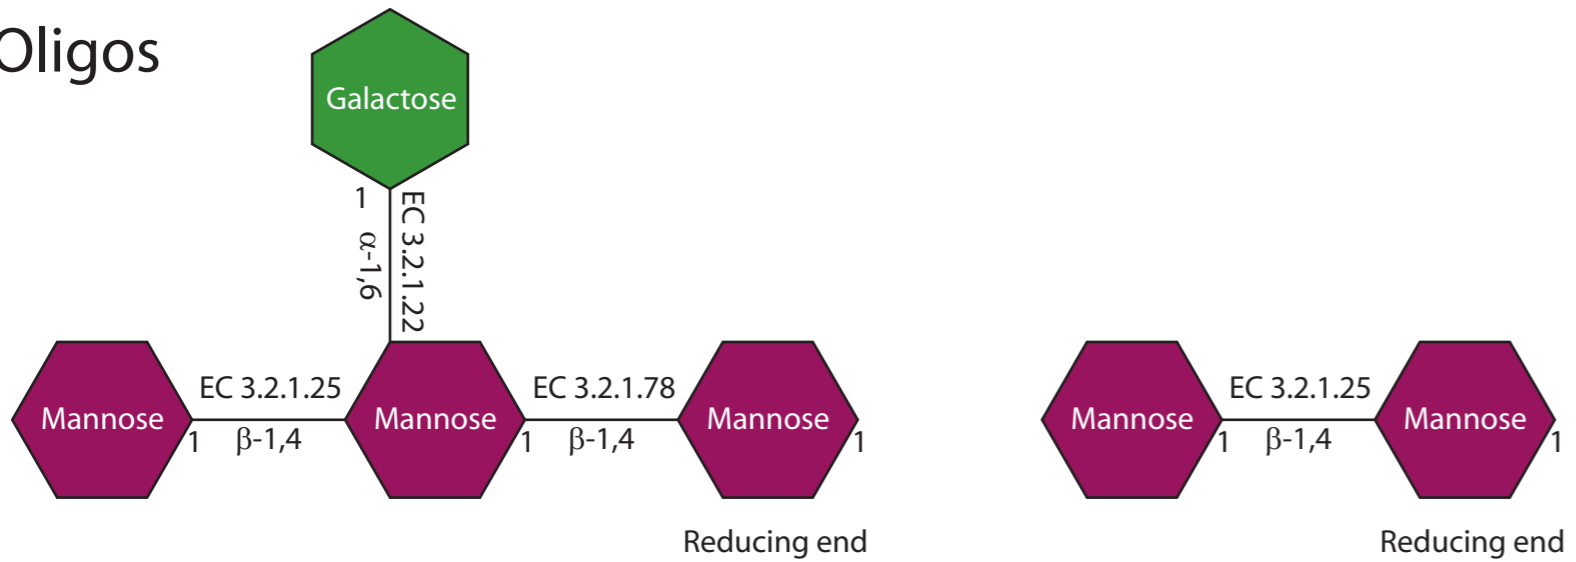 Oligos
Galactose
1
α-1,6
EC 3.2.1.22
Mannose
EC 3.2.1.25
1
β-1,4
Mannose
EC 3.2.1.78
1
β-1,4
Mannose
1
Reducing end
Mannose
EC 3.2.1.25
1
β-1,4
Mannose
1
Reducing end